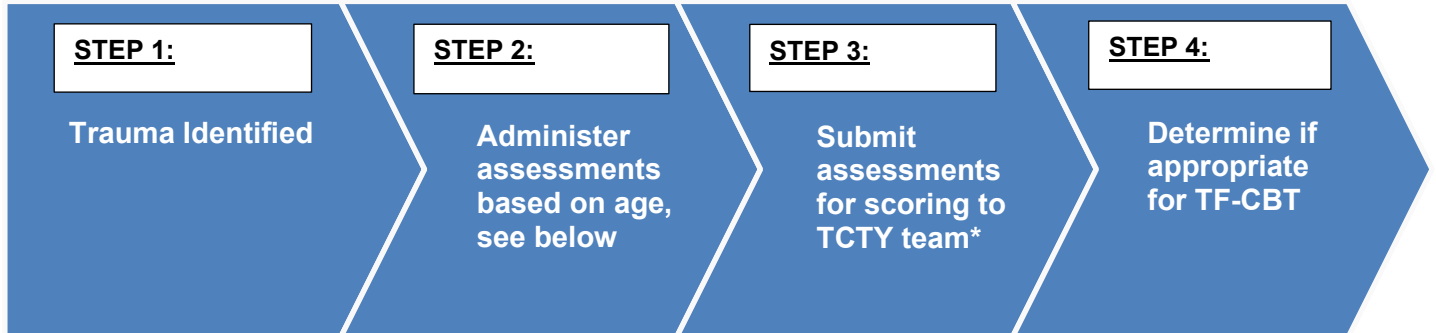 STEP 1:
Trauma Identified
STEP 2:
Administer
assessments
based on age,
see below
STEP 3:
Submit
assessments
for scoring to
TCTY team*
STEP 4:
Determine if
appropriate
for TF-CBT